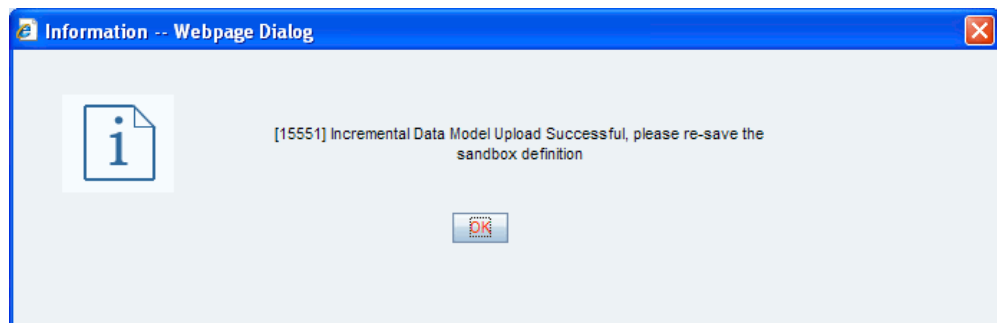 Information -- Webpage Dialog
i
[15551] Incremental Data Model Upload Successful, please re-save the
sandbox definition
OK